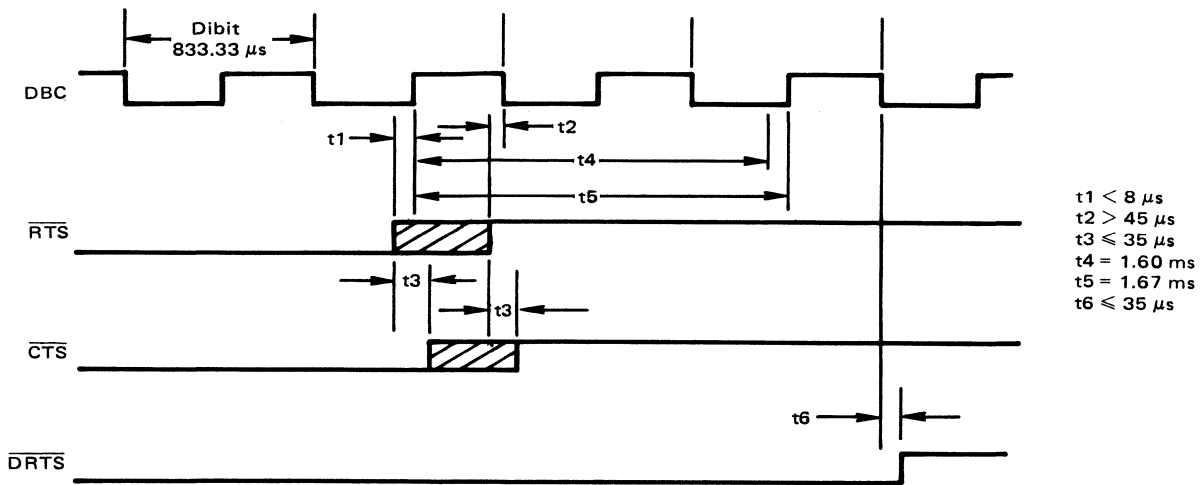 Dibit
833.33 μs
DBC
t1
t2
t4
t5
RTS
t3
t3
CTS
t6
DRTS
t1 < 8 μs
t2 > 45 μs
t3 ≤ 35 μs
t4 = 1.60 ms
t5 = 1.67 ms
t6 ≤ 35 μs